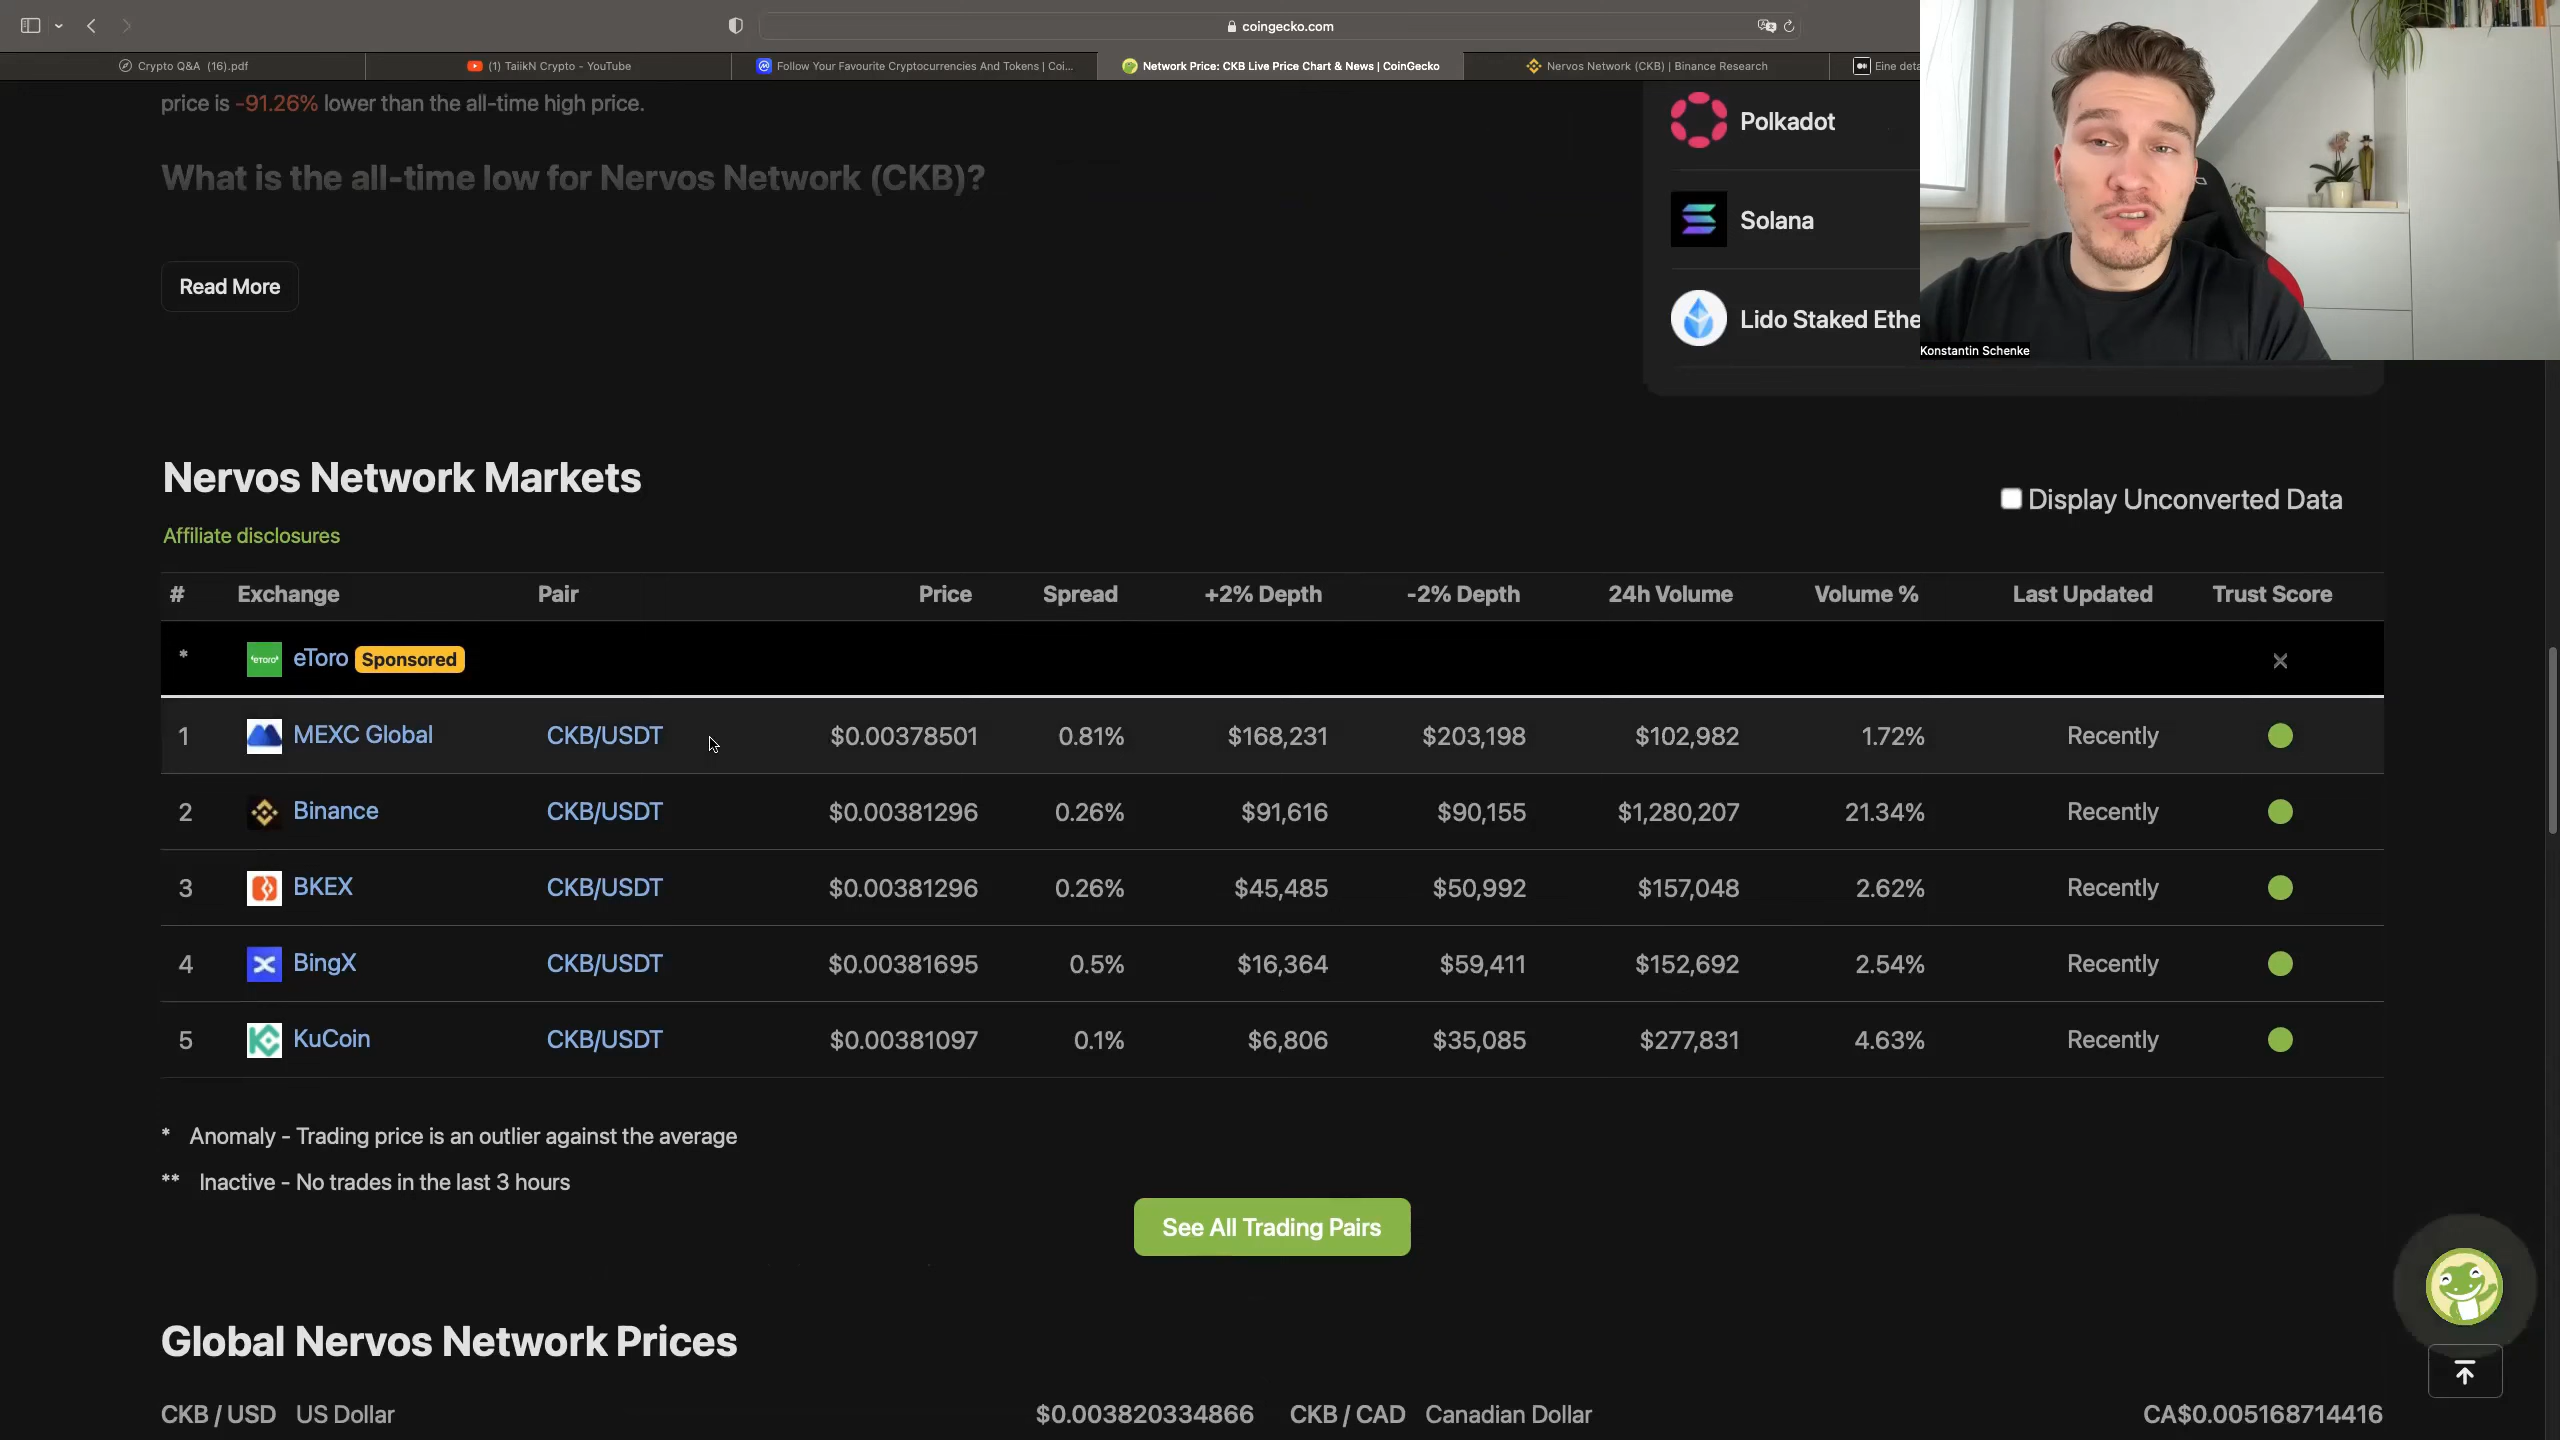 coingecko.com
Crypto Q&A (16).pdf
(1) TaiikN Crypto - YouTube
Follow Your Favourite Cryptocurrencies And Tokens | Coi...
Network Price: CKB Live Price Chart & News | CoinGecko
Nervos Network (CKB) | Binance Research
Eine deta
price is -91.26% lower than the all-time high price.
What is the all-time low for Nervos Network (CKB)?
Read More
Polkadot
Solana
Lido Staked Ethe
Konstantin Schenke
Nervos Network Markets
Display Unconverted Data
Affiliate disclosures
# Exchange Pair Price Spread +2% Depth -2% Depth 24h Volume Volume % Last Updated Trust Score
* eToro Sponsored
1 MEXC Global CKB/USDT $0.00378501 0.81% $168,231 $203,198 $102,982 1.72% Recently
2 Binance CKB/USDT $0.00381296 0.26% $91,616 $90,155 $1,280,207 21.34% Recently
3 BKEX CKB/USDT $0.00381296 0.26% $45,485 $50,992 $157,048 2.62% Recently
4 BingX CKB/USDT $0.00381695 0.5% $16,364 $59,411 $152,692 2.54% Recently
5 KuCoin CKB/USDT $0.00381097 0.1% $6,806 $35,085 $277,831 4.63% Recently
* Anomaly - Trading price is an outlier against the average
** Inactive - No trades in the last 3 hours
See All Trading Pairs
Global Nervos Network Prices
CKB / USD US Dollar $0.003820334866 CKB / CAD Canadian Dollar CA$0.005168714416